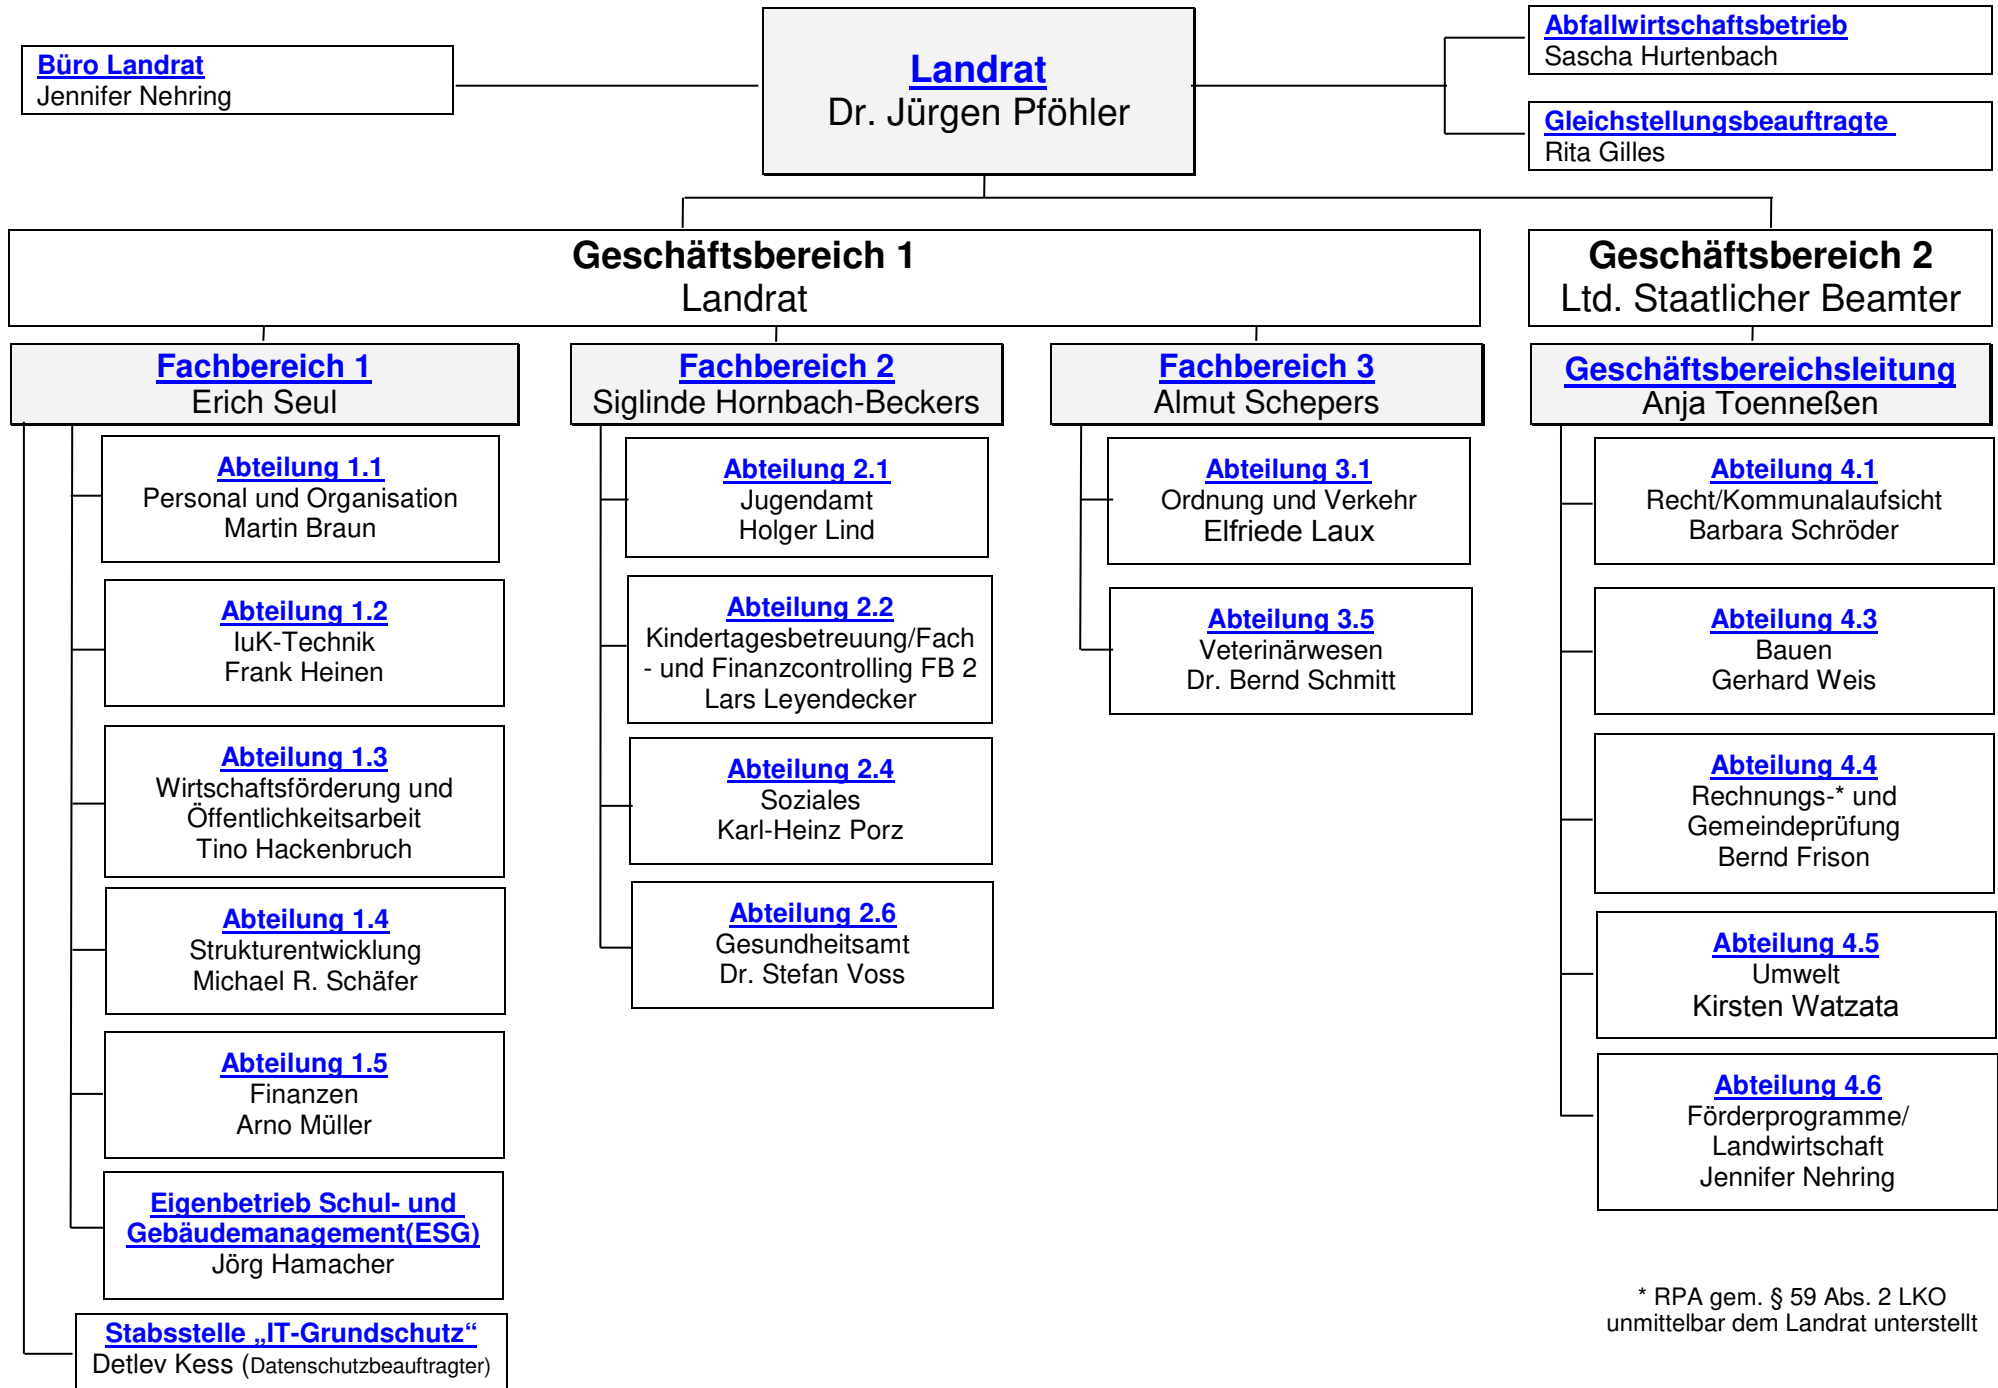 Büro Landrat
Jennifer Nehring
Landrat
Dr. Jürgen Pföhler
Abfallwirtschaftsbetrieb
Sascha Hurtenbach
Gleichstellungsbeauftragte
Rita Gilles
Geschäftsbereich 1
Landrat
Geschäftsbereich 2
Ltd. Staatlicher Beamter
Fachbereich 1
Erich Seul
Abteilung 1.1
Personal und Organisation
Martin Braun
Abteilung 1.2
IuK-Technik
Frank Heinen
Abteilung 1.3
Wirtschaftsförderung und
Öffentlichkeitsarbeit
Tino Hackenbruch
Abteilung 1.4
Strukturentwicklung
Michael R. Schäfer
Abteilung 1.5
Finanzen
Arno Müller
Eigenbetrieb Schul- und
Gebäudemanagement(ESG)
Jörg Hamacher
Stabsstelle „IT-Grundschutz“
Detlev Kess (Datenschutzbeauftragter)
Fachbereich 2
Siglinde Hornbach-Beckers
Abteilung 2.1
Jugendamt
Holger Lind
Abteilung 2.2
Kindertagesbetreuung/Fach
- und Finanzcontrolling FB 2
Lars Leyendecker
Abteilung 2.4
Soziales
Karl-Heinz Porz
Abteilung 2.6
Gesundheitsamt
Dr. Stefan Voss
Fachbereich 3
Almut Schepers
Abteilung 3.1
Ordnung und Verkehr
Elfriede Laux
Abteilung 3.5
Veterinärwesen
Dr. Bernd Schmitt
Geschäftsbereichsleitung
Anja Toenneßen
Abteilung 4.1
Recht/Kommunalaufsicht
Barbara Schröder
Abteilung 4.3
Bauen
Gerhard Weis
Abteilung 4.4
Rechnungs-* und
Gemeindeprüfung
Bernd Frison
Abteilung 4.5
Umwelt
Kirsten Watzata
Abteilung 4.6
Förderprogramme/
Landwirtschaft
Jennifer Nehring
* RPA gem. § 59 Abs. 2 LKO
unmittelbar dem Landrat unterstellt